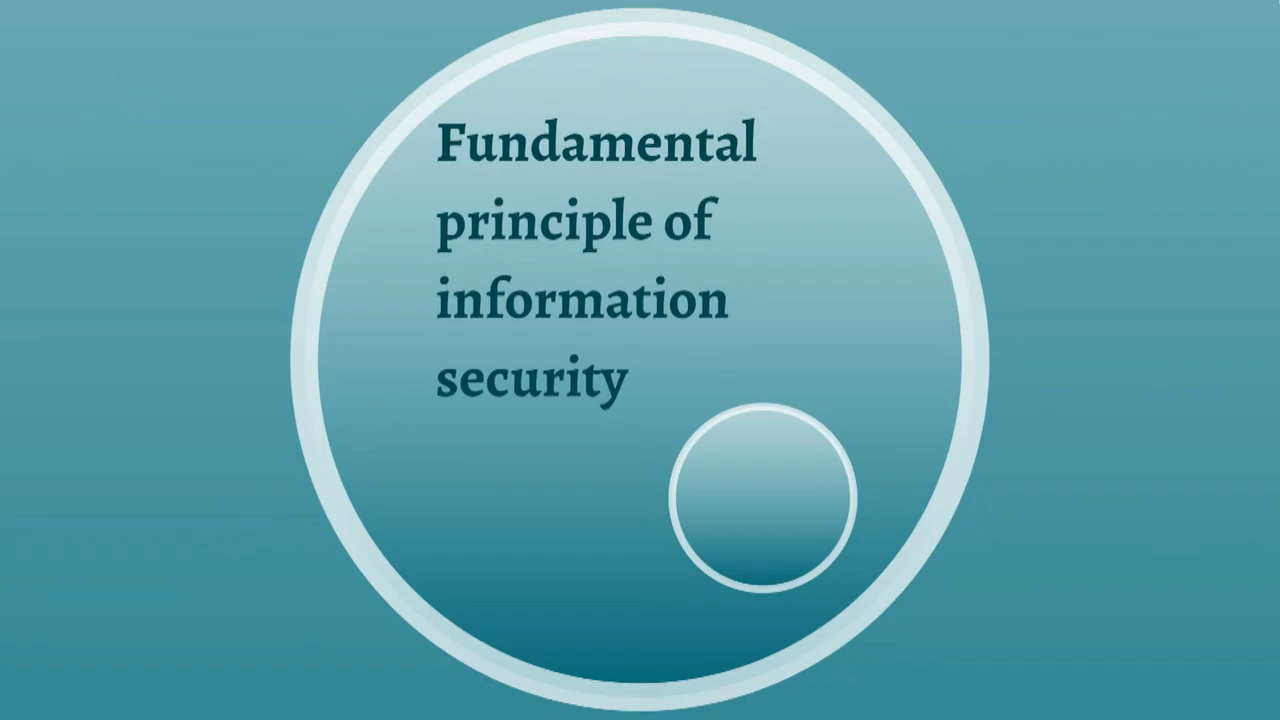 Fundamental
principle of
information
security